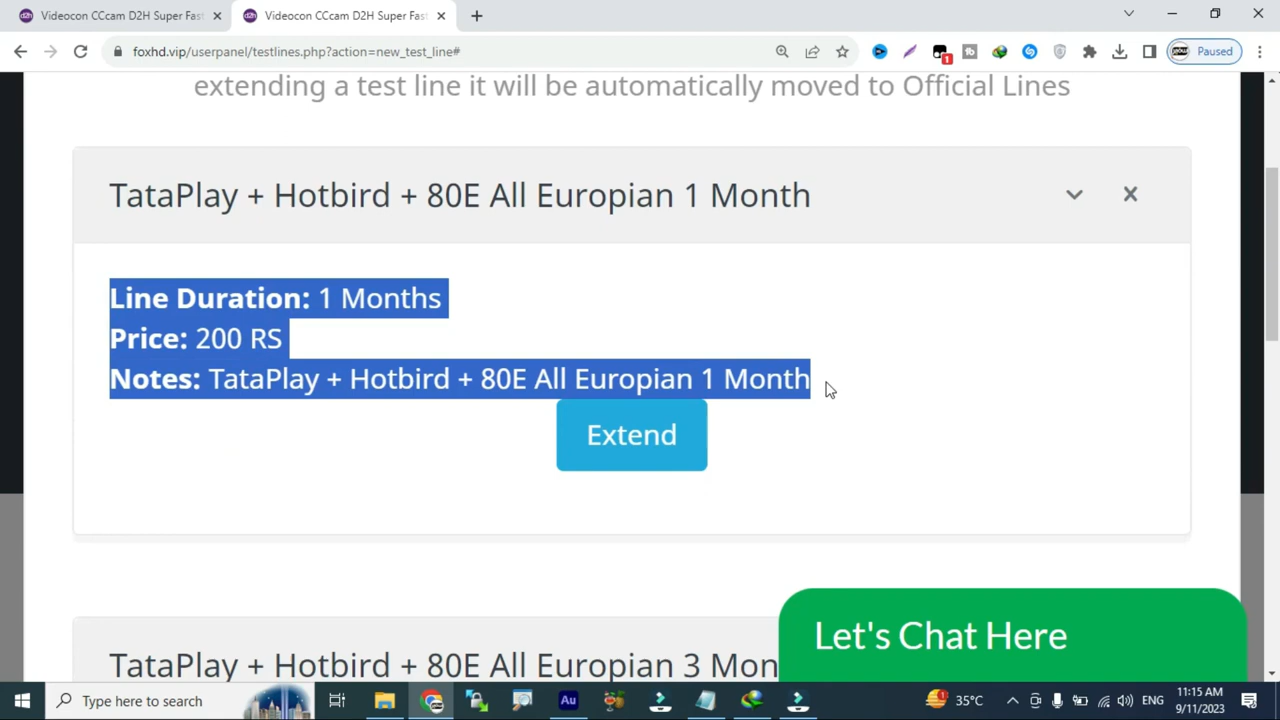 Videocon CCcam D2H Super Fast
Videocon CCcam D2H Super Fast
foxhd.vip/userpanel/testlines.php?action=new_test_line#
1
Paused
extending a test line it will be automatically moved to Official Lines
TataPlay + Hotbird + 80E All Europian 1 Month
Line Duration: 1 Months
Price: 200 RS
Notes: TataPlay + Hotbird + 80E All Europian 1 Month
Extend
Let's Chat Here
TataPlay + Hotbird + 80E All Europian 3 Mon
Type here to search
Au
35°C
ENG
11:15 AM
9/11/2023